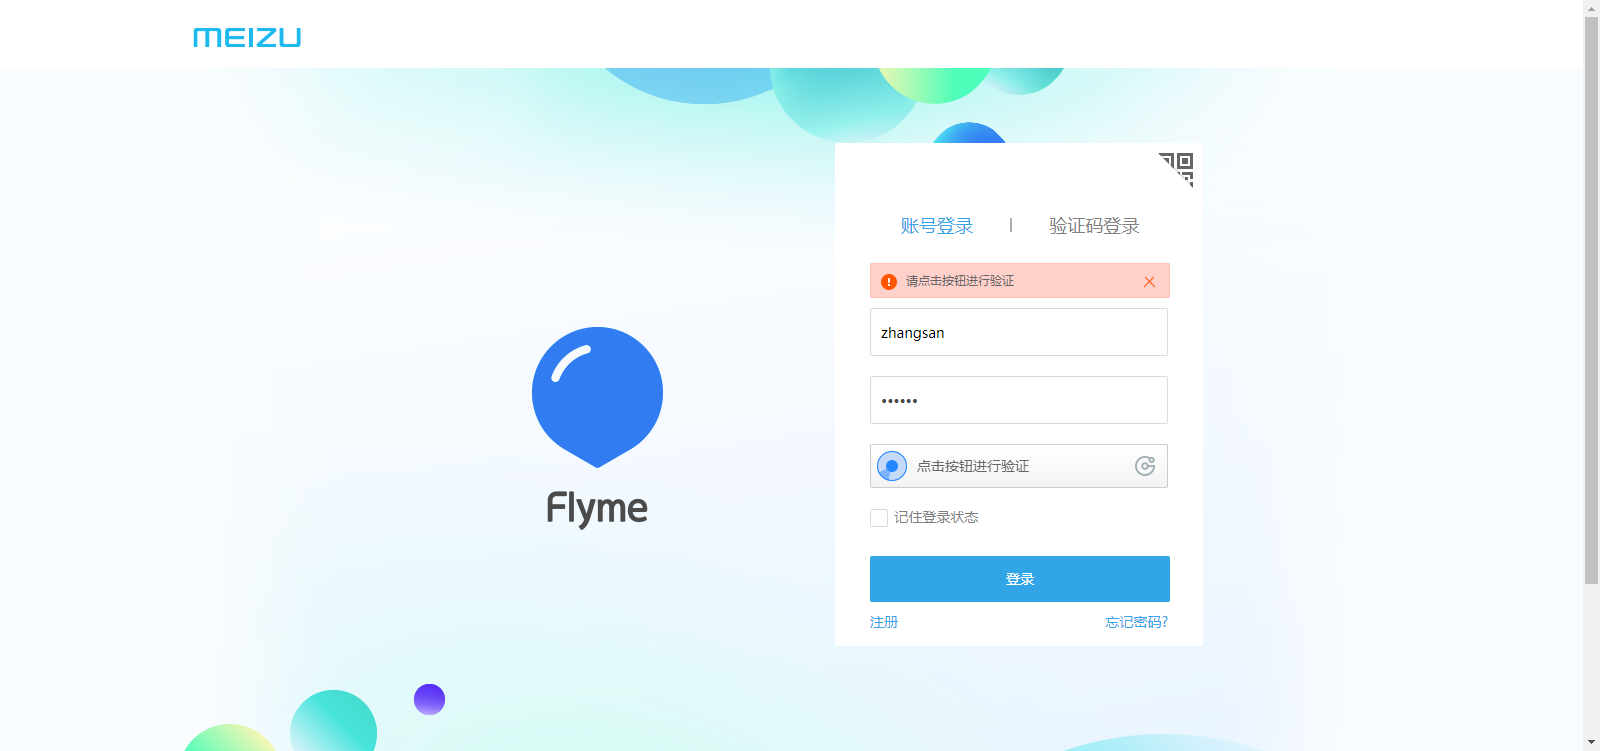 MEIZU
账号登录 | 验证码登录
请点击按钮进行验证
zhangsan
••••••
点击按钮进行验证
记住登录状态
登录
注册 忘记密码?
Flyme